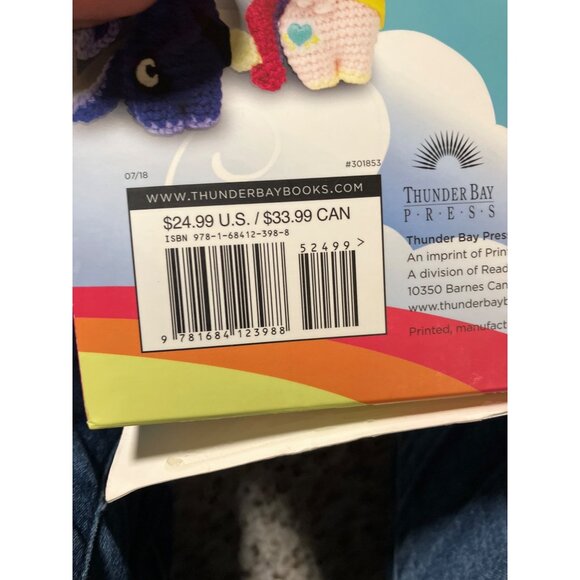 07/18
#301853
WWW.THUNDERBAYBOOKS.COM
$24.99 U.S. / $33.99 CAN
ISBN 978-1-68412-398-8
52499>
9 781684 123988
THUNDER BAY
P·R·E·S·S
Thunder Bay Pres
An imprint of Prin
A division of Read
10350 Barnes Can
www.thunderbayb
Printed, manufact